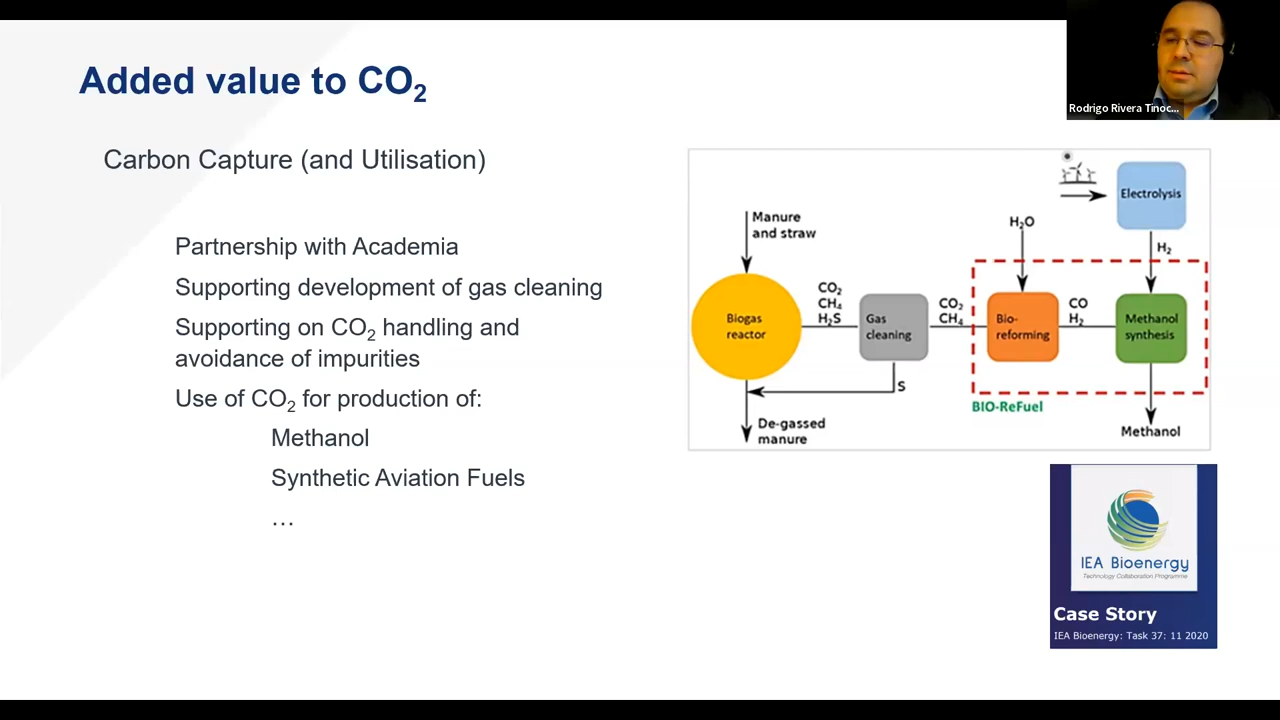 Added value to CO₂
Rodrigo Rivera Tinoc...
Carbon Capture (and Utilisation)
Partnership with Academia
Supporting development of gas cleaning
Supporting on CO₂ handling and
avoidance of impurities
Use of CO₂ for production of:
Methanol
Synthetic Aviation Fuels
…
Manure
and straw
Biogas
reactor
CO₂
CH₄
H₂S
Gas
cleaning
S
De-gassed
manure
CO₂
CH₄
H₂O
Bio-
reforming
CO
H₂
Electrolysis
H₂
Methanol
synthesis
BIO-ReFuel
Methanol
IEA Bioenergy
Technology Collaboration Programme
Case Story
IEA Bioenergy: Task 37: 11 2020